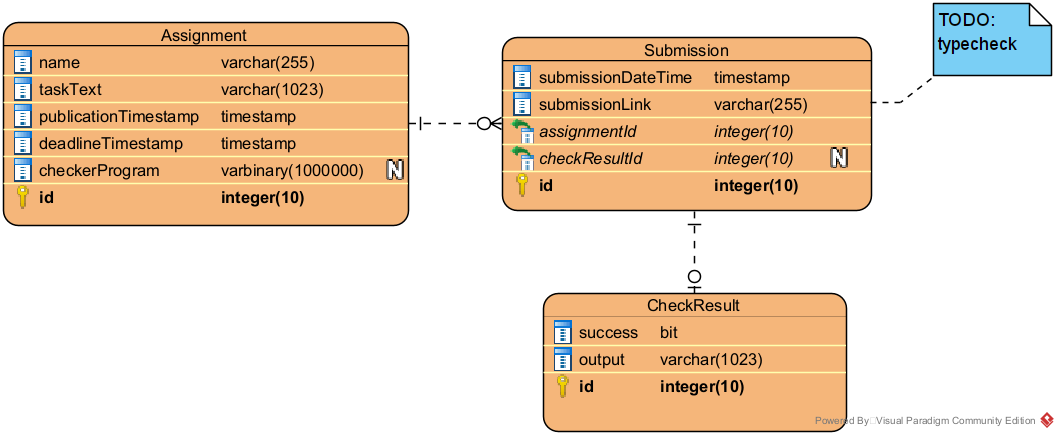 Assignment
name varchar(255)
taskText varchar(1023)
publicationTimestamp timestamp
deadlineTimestamp timestamp
checkerProgram varbinary(1000000) N
id integer(10)
Submission
submissionDateTime timestamp
submissionLink varchar(255)
assignmentId integer(10)
checkResultId integer(10) N
id integer(10)
TODO:
typecheck
CheckResult
success bit
output varchar(1023)
id integer(10)
Powered By Visual Paradigm Community Edition